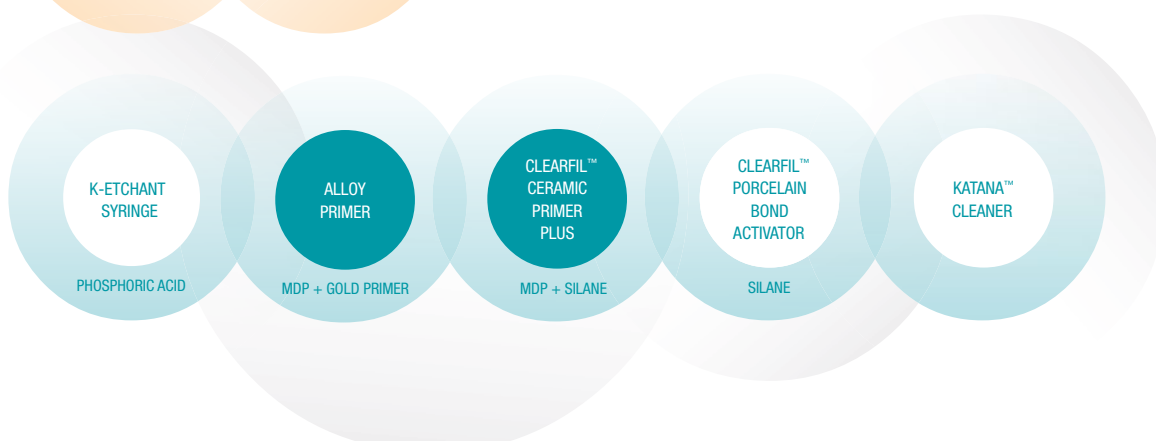 K-ETCHANT
SYRINGE
PHOSPHORIC ACID
ALLOY
PRIMER
MDP + GOLD PRIMER
CLEARFIL™
CERAMIC
PRIMER
PLUS
MDP + SILANE
CLEARFIL™
PORCELAIN
BOND
ACTIVATOR
SILANE
KATANA™
CLEANER